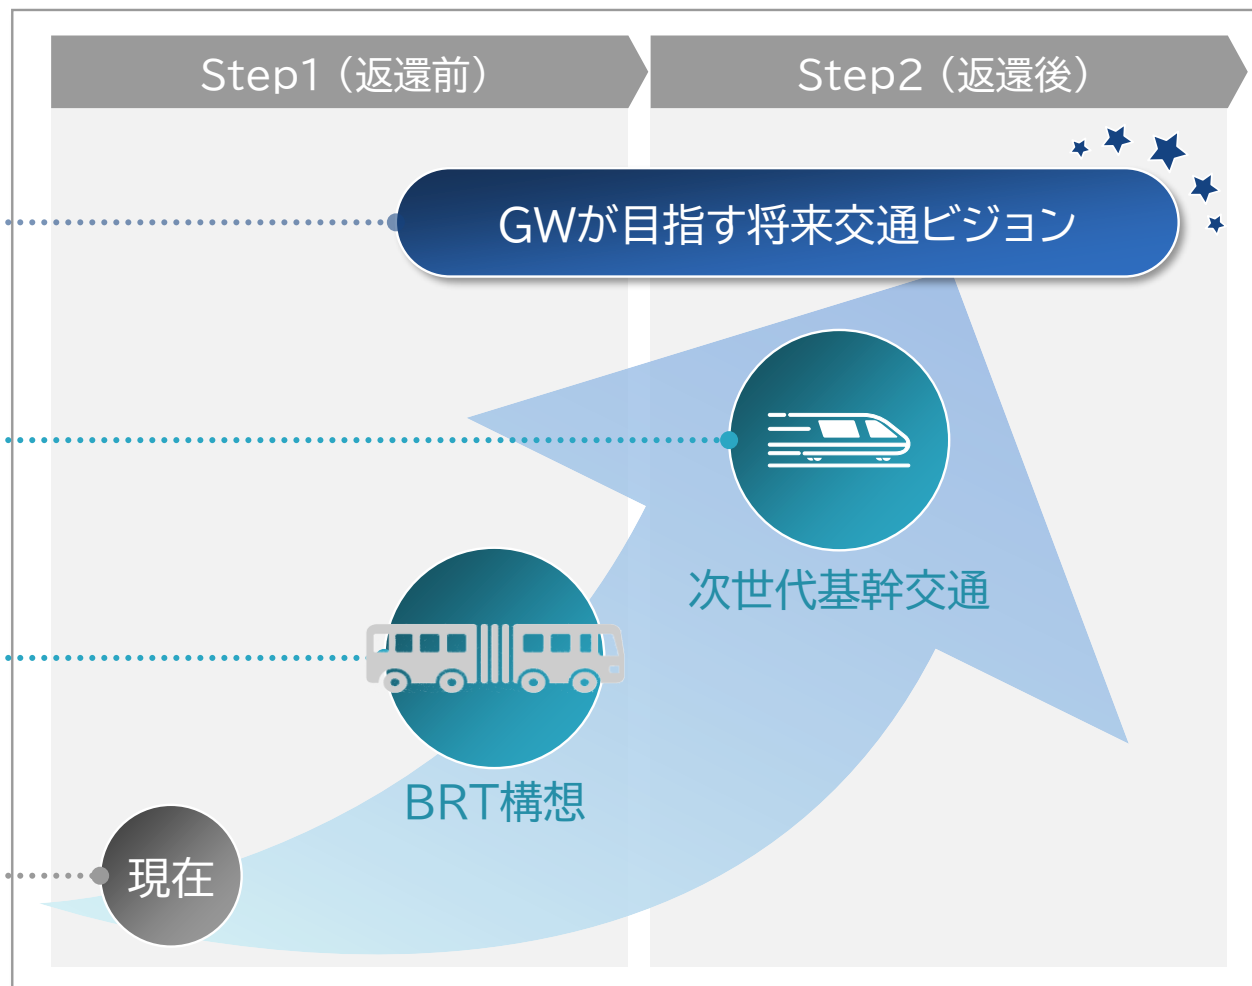 Step1（返還前）
Step2（返還後）
GWが目指す将来交通ビジョン
次世代基幹交通
BRT構想
現在